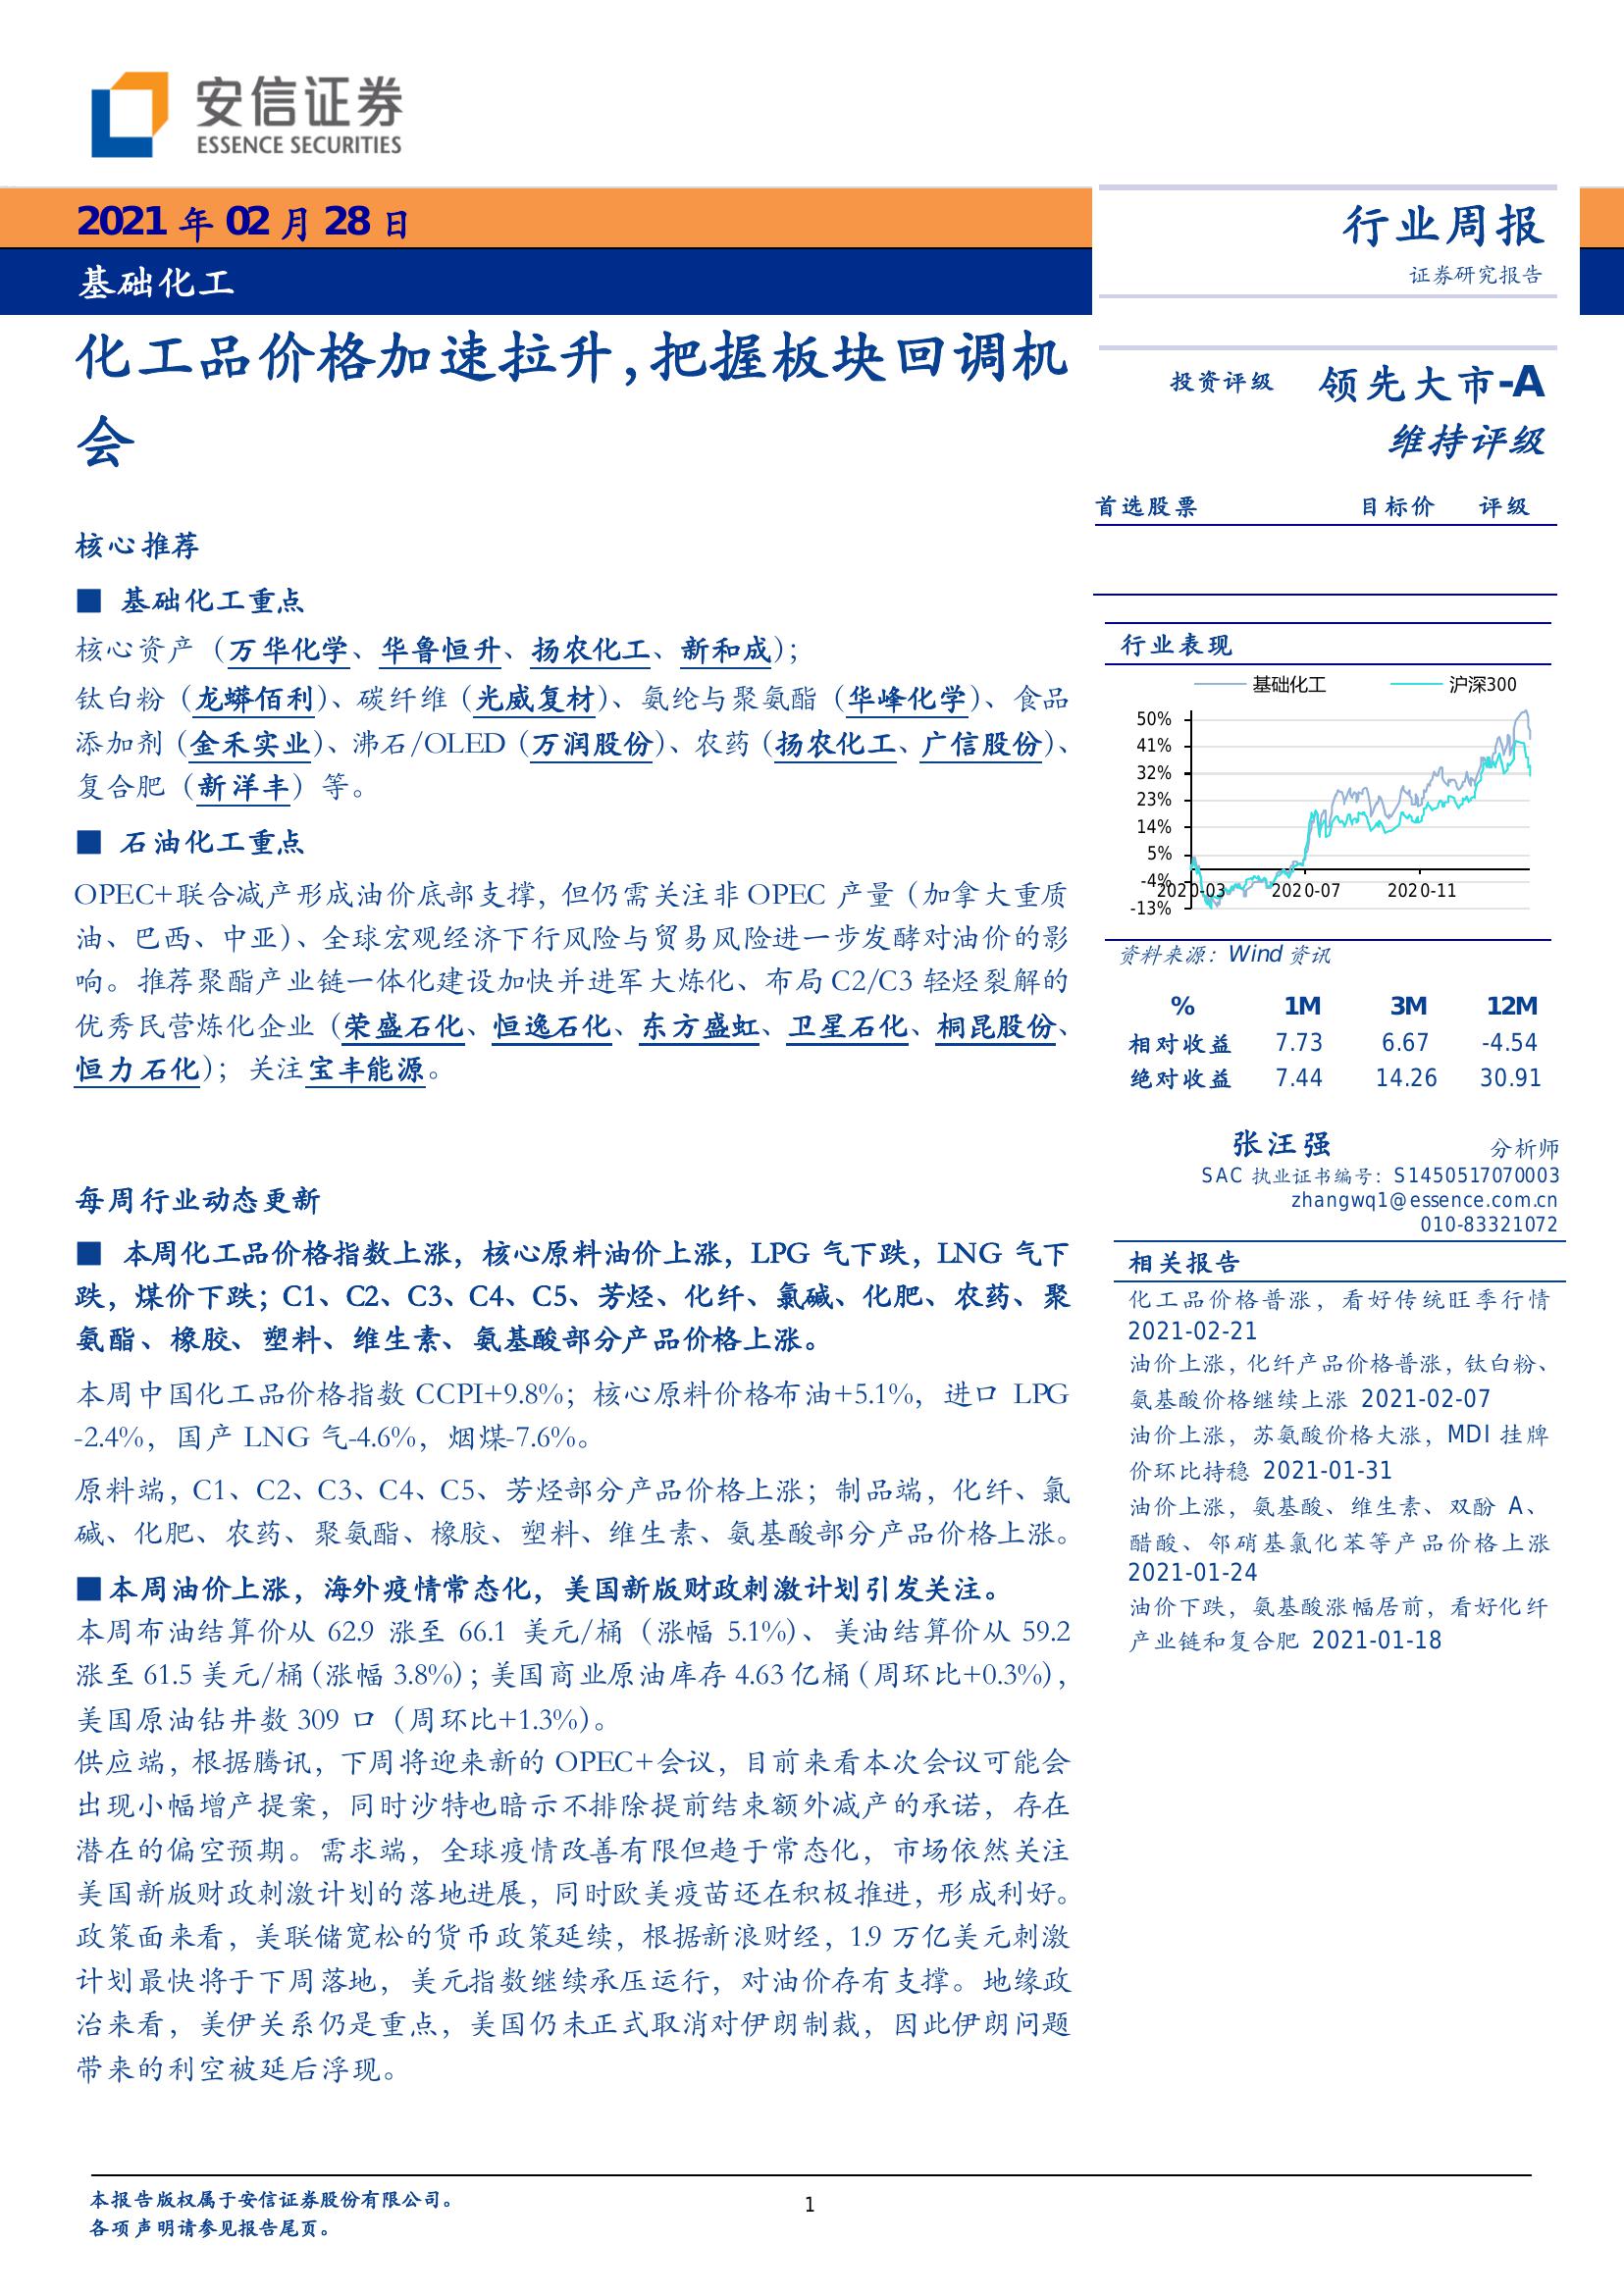 安信证券
ESSENCE SECURITIES
2021 年 02 月 28 日
基础化工
行业周报
证券研究报告
化工品价格加速拉升,把握板块回调机
会
核心推荐
■ 基础化工重点
核心资产（万华化学、华鲁恒升、扬农化工、新和成）；
钛白粉（龙蟒佰利）、碳纤维（光威复材）、氨纶与聚氨酯（华峰化学）、食品
添加剂（金禾实业）、沸石/OLED（万润股份）、农药（扬农化工、广信股份）、
复合肥（新洋丰）等。
■ 石油化工重点
OPEC+联合减产形成油价底部支撑，但仍需关注非 OPEC 产量（加拿大重质
油、巴西、中亚）、全球宏观经济下行风险与贸易风险进一步发酵对油价的影
响。推荐聚酯产业链一体化建设加快并进军大炼化、布局 C2/C3 轻烃裂解的
优秀民营炼化企业（荣盛石化、恒逸石化、东方盛虹、卫星石化、桐昆股份、
恒力石化）；关注宝丰能源。
每周行业动态更新
■ 本周化工品价格指数上涨，核心原料油价上涨，LPG 气下跌，LNG 气下
跌，煤价下跌；C1、C2、C3、C4、C5、芳烃、化纤、氯碱、化肥、农药、聚
氨酯、橡胶、塑料、维生素、氨基酸部分产品价格上涨。
本周中国化工品价格指数 CCPI+9.8%；核心原料价格布油+5.1%，进口 LPG
-2.4%，国产 LNG 气-4.6%，烟煤-7.6%。
原料端，C1、C2、C3、C4、C5、芳烃部分产品价格上涨；制品端，化纤、氯
碱、化肥、农药、聚氨酯、橡胶、塑料、维生素、氨基酸部分产品价格上涨。
■本周油价上涨，海外疫情常态化，美国新版财政刺激计划引发关注。
本周布油结算价从 62.9 涨至 66.1 美元/桶（涨幅 5.1%）、美油结算价从 59.2
涨至 61.5 美元/桶（涨幅 3.8%）；美国商业原油库存 4.63 亿桶（周环比+0.3%），
美国原油钻井数 309 口（周环比+1.3%）。
供应端，根据腾讯，下周将迎来新的 OPEC+会议，目前来看本次会议可能会
出现小幅增产提案，同时沙特也暗示不排除提前结束额外减产的承诺，存在
潜在的偏空预期。需求端，全球疫情改善有限但趋于常态化，市场依然关注
美国新版财政刺激计划的落地进展，同时欧美疫苗还在积极推进，形成利好。
政策面来看，美联储宽松的货币政策延续，根据新浪财经，1.9 万亿美元刺激
计划最快将于下周落地，美元指数继续承压运行，对油价存有支撑。地缘政
治来看，美伊关系仍是重点，美国仍未正式取消对伊朗制裁，因此伊朗问题
带来的利空被延后浮现。
投资评级 领先大市-A
维持评级
首选股票 目标价 评级
行业表现
基础化工 沪深300
50%
41%
32%
23%
14%
5%
-4%
-13%
2020-03 2020-07 2020-11
资料来源：Wind 资讯
% 1M 3M 12M
相对收益 7.73 6.67 -4.54
绝对收益 7.44 14.26 30.91
张汪强 分析师
SAC 执业证书编号：S1450517070003
zhangwq1@essence.com.cn
010-83321072
相关报告
化工品价格普涨，看好传统旺季行情
2021-02-21
油价上涨，化纤产品价格普涨，钛白粉、
氨基酸价格继续上涨 2021-02-07
油价上涨，苏氨酸价格大涨，MDI 挂牌
价环比持稳 2021-01-31
油价上涨，氨基酸、维生素、双酚 A、
醋酸、邻硝基氯化苯等产品价格上涨
2021-01-24
油价下跌，氨基酸涨幅居前，看好化纤
产业链和复合肥 2021-01-18
本报告版权属于安信证券股份有限公司。
各项声明请参见报告尾页。
1